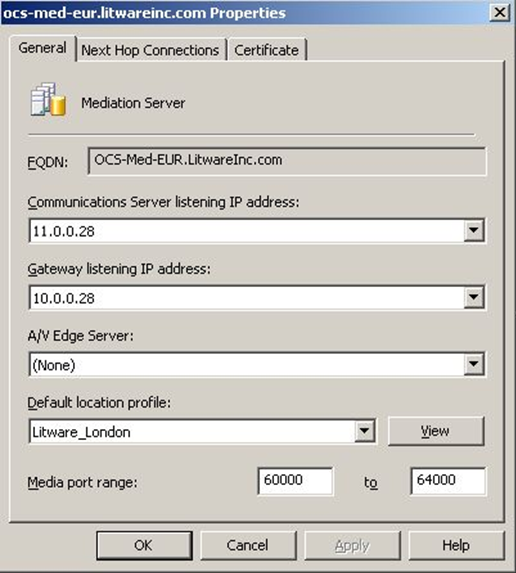 ocs-med-eur.litwareinc.com Properties
General Next Hop Connections Certificate
Mediation Server
FQDN: OCS-Med-EUR.LitwareInc.com
Communications Server listening IP address:
11.0.0.28
Gateway listening IP address:
10.0.0.28
A/V Edge Server:
(None)
Default location profile:
Litware_London View
Media port range: 60000 to 64000
OK Cancel Apply Help